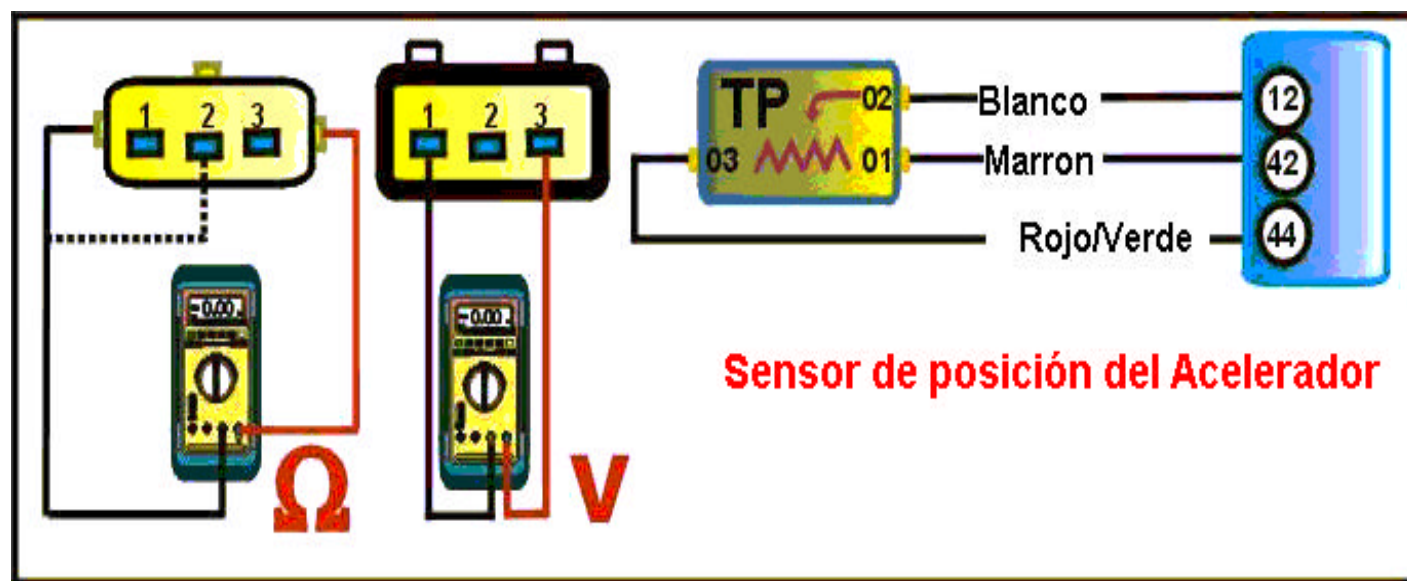 1 2 3
1 2 3
TP
02
03
01
Blanco
Marron
Rojo/Verde
12
42
44
0.00
0.00
Ω
V
Sensor de posición del Acelerador